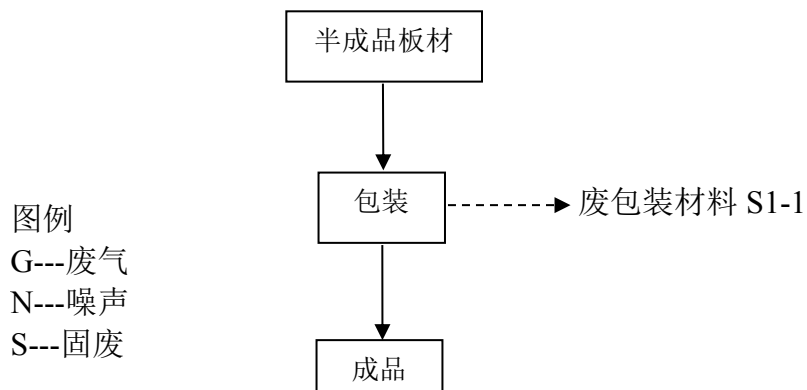 半成品板材
包装
废包装材料 S1-1
图例
G---废气
N---噪声
S---固废
成品